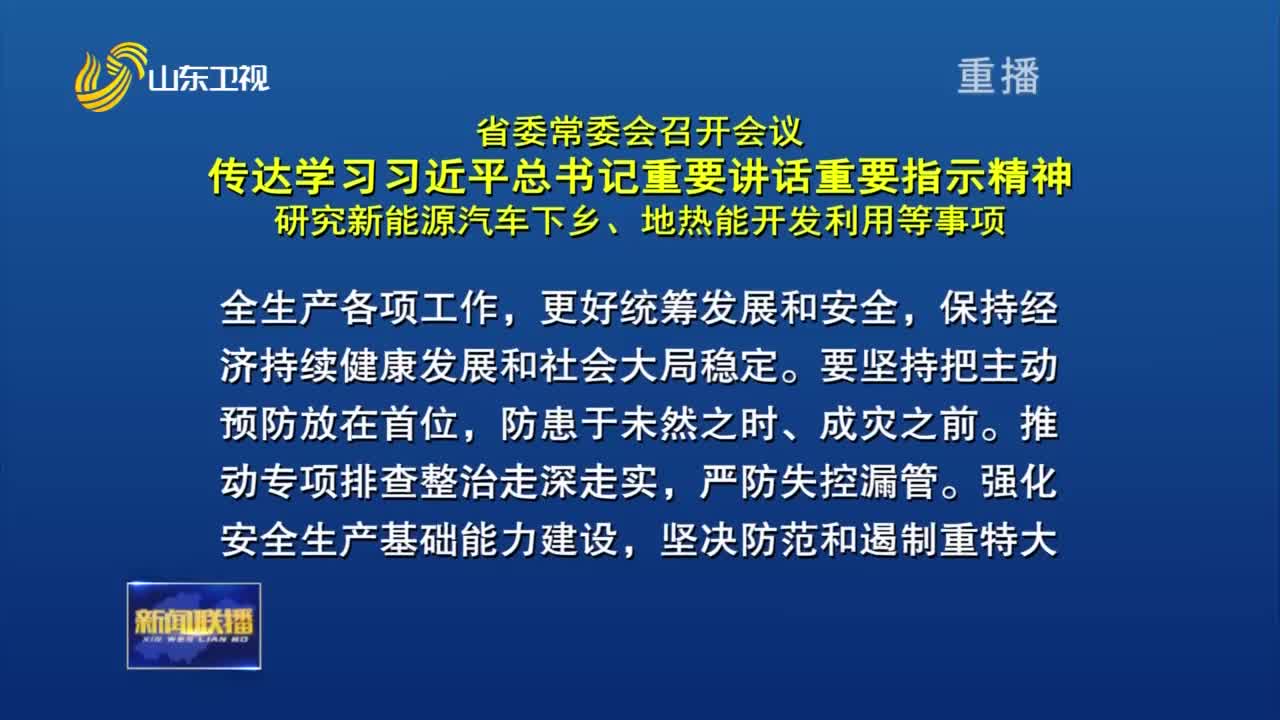 山东卫视
重播
省委常委会召开会议
传达学习习近平总书记重要讲话重要指示精神
研究新能源汽车下乡、地热能开发利用等事项
全生产各项工作，更好统筹发展和安全，保持经
济持续健康发展和社会大局稳定。要坚持把主动
预防放在首位，防患于未然之时、成灾之前。推
动专项排查整治走深走实，严防失控漏管。强化
安全生产基础能力建设，坚决防范和遏制重特大
新闻联播
XIN WEN LIAN BO